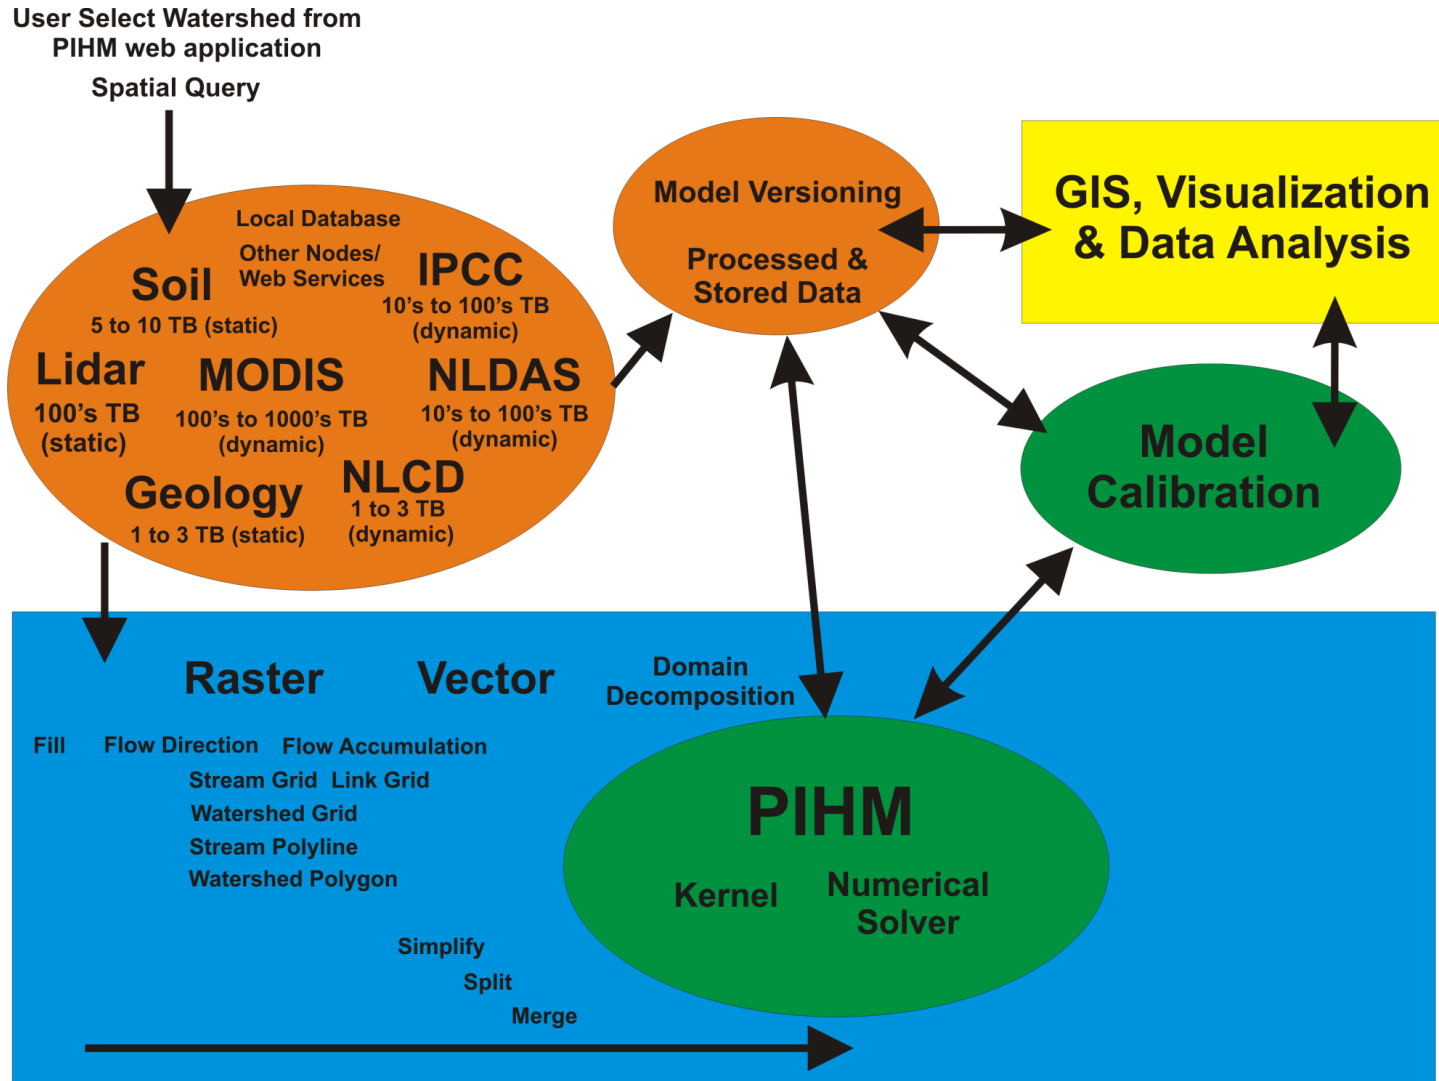 User Select Watershed from
PIHM web application
Spatial Query
Local Database
Other Nodes/
Web Services
Soil
5 to 10 TB (static)
IPCC
10's to 100's TB
(dynamic)
Lidar
100's TB
(static)
MODIS
100's to 1000's TB
(dynamic)
NLDAS
10's to 100's TB
(dynamic)
Geology
1 to 3 TB (static)
NLCD
1 to 3 TB
(dynamic)
Model Versioning
Processed &
Stored Data
GIS, Visualization
& Data Analysis
Model
Calibration
Raster
Vector
Domain
Decomposition
Fill
Flow Direction
Flow Accumulation
Stream Grid
Link Grid
Watershed Grid
Stream Polyline
Watershed Polygon
Simplify
Split
Merge
PIHM
Kernel
Numerical
Solver